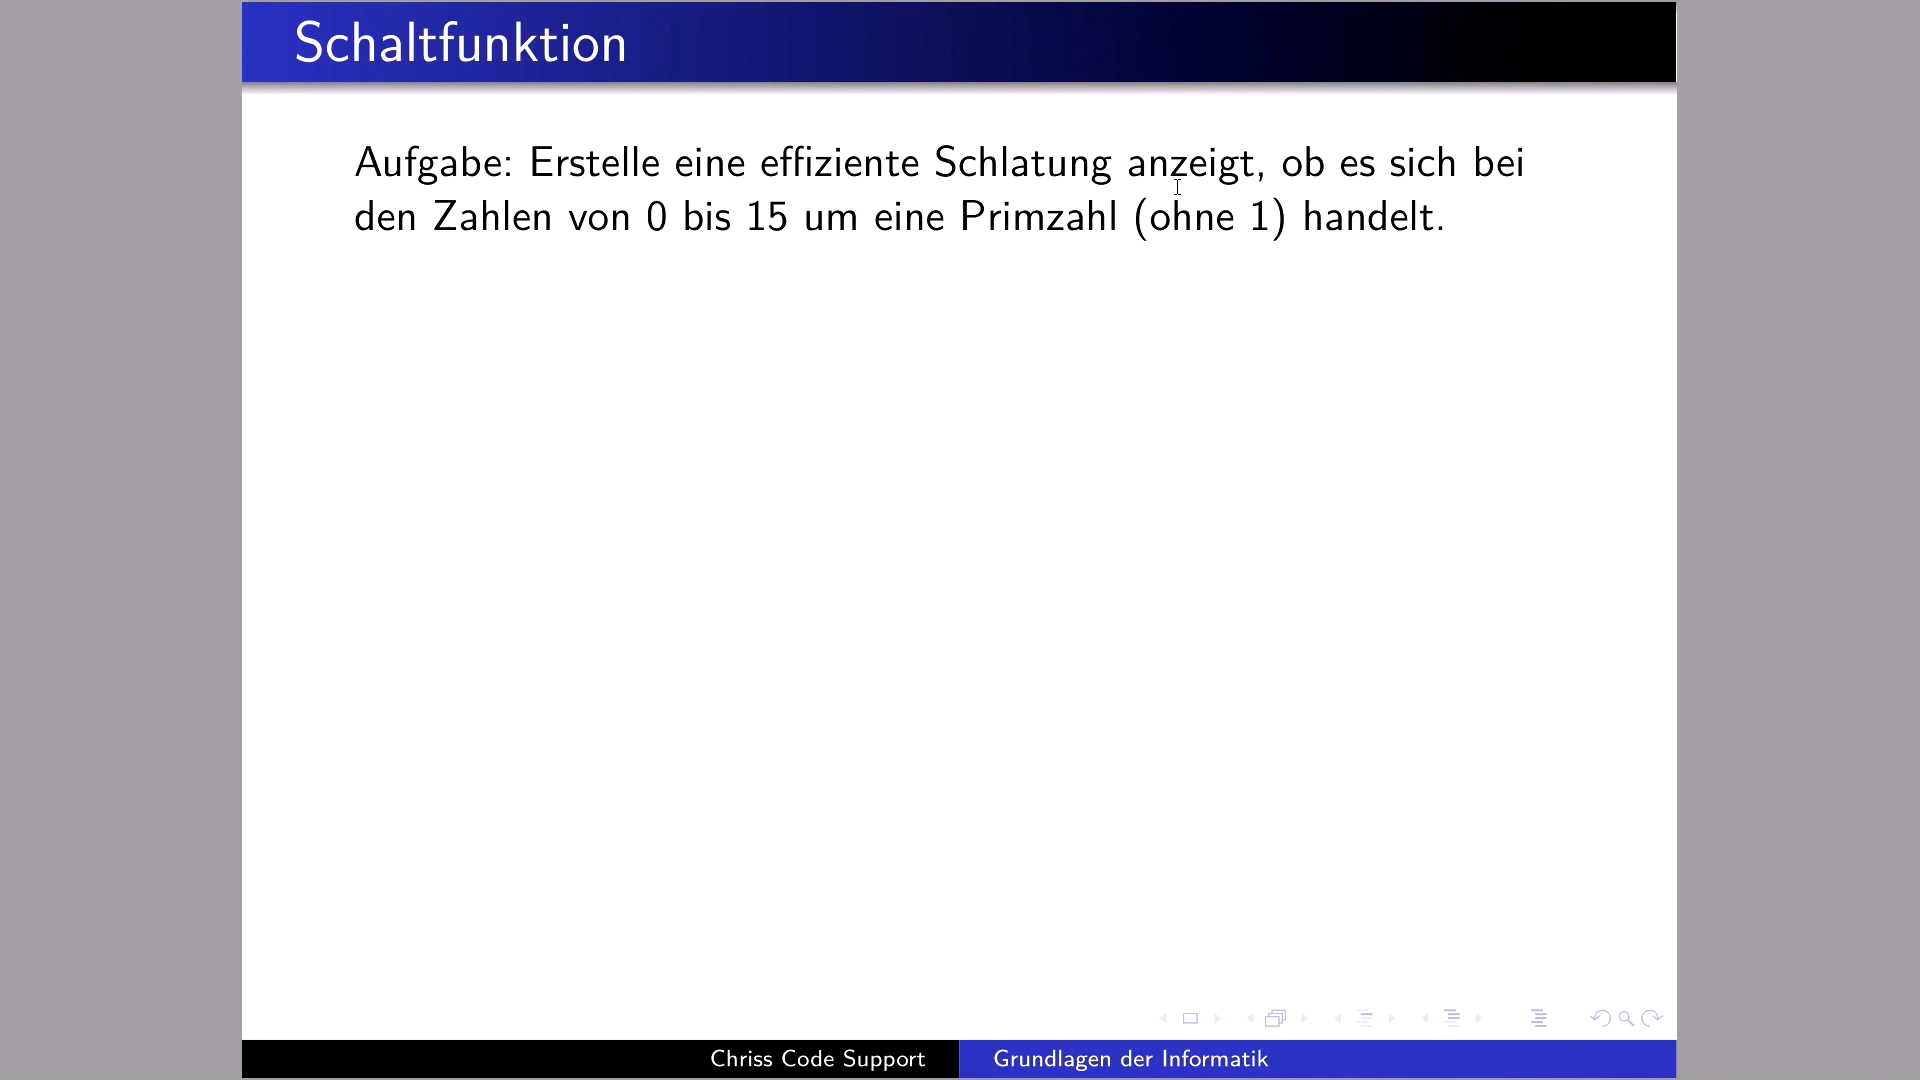 Schaltfunktion
Aufgabe: Erstelle eine effiziente Schlatung anzeigt, ob es sich bei
den Zahlen von 0 bis 15 um eine Primzahl (ohne 1) handelt.
Chriss Code Support
Grundlagen der Informatik